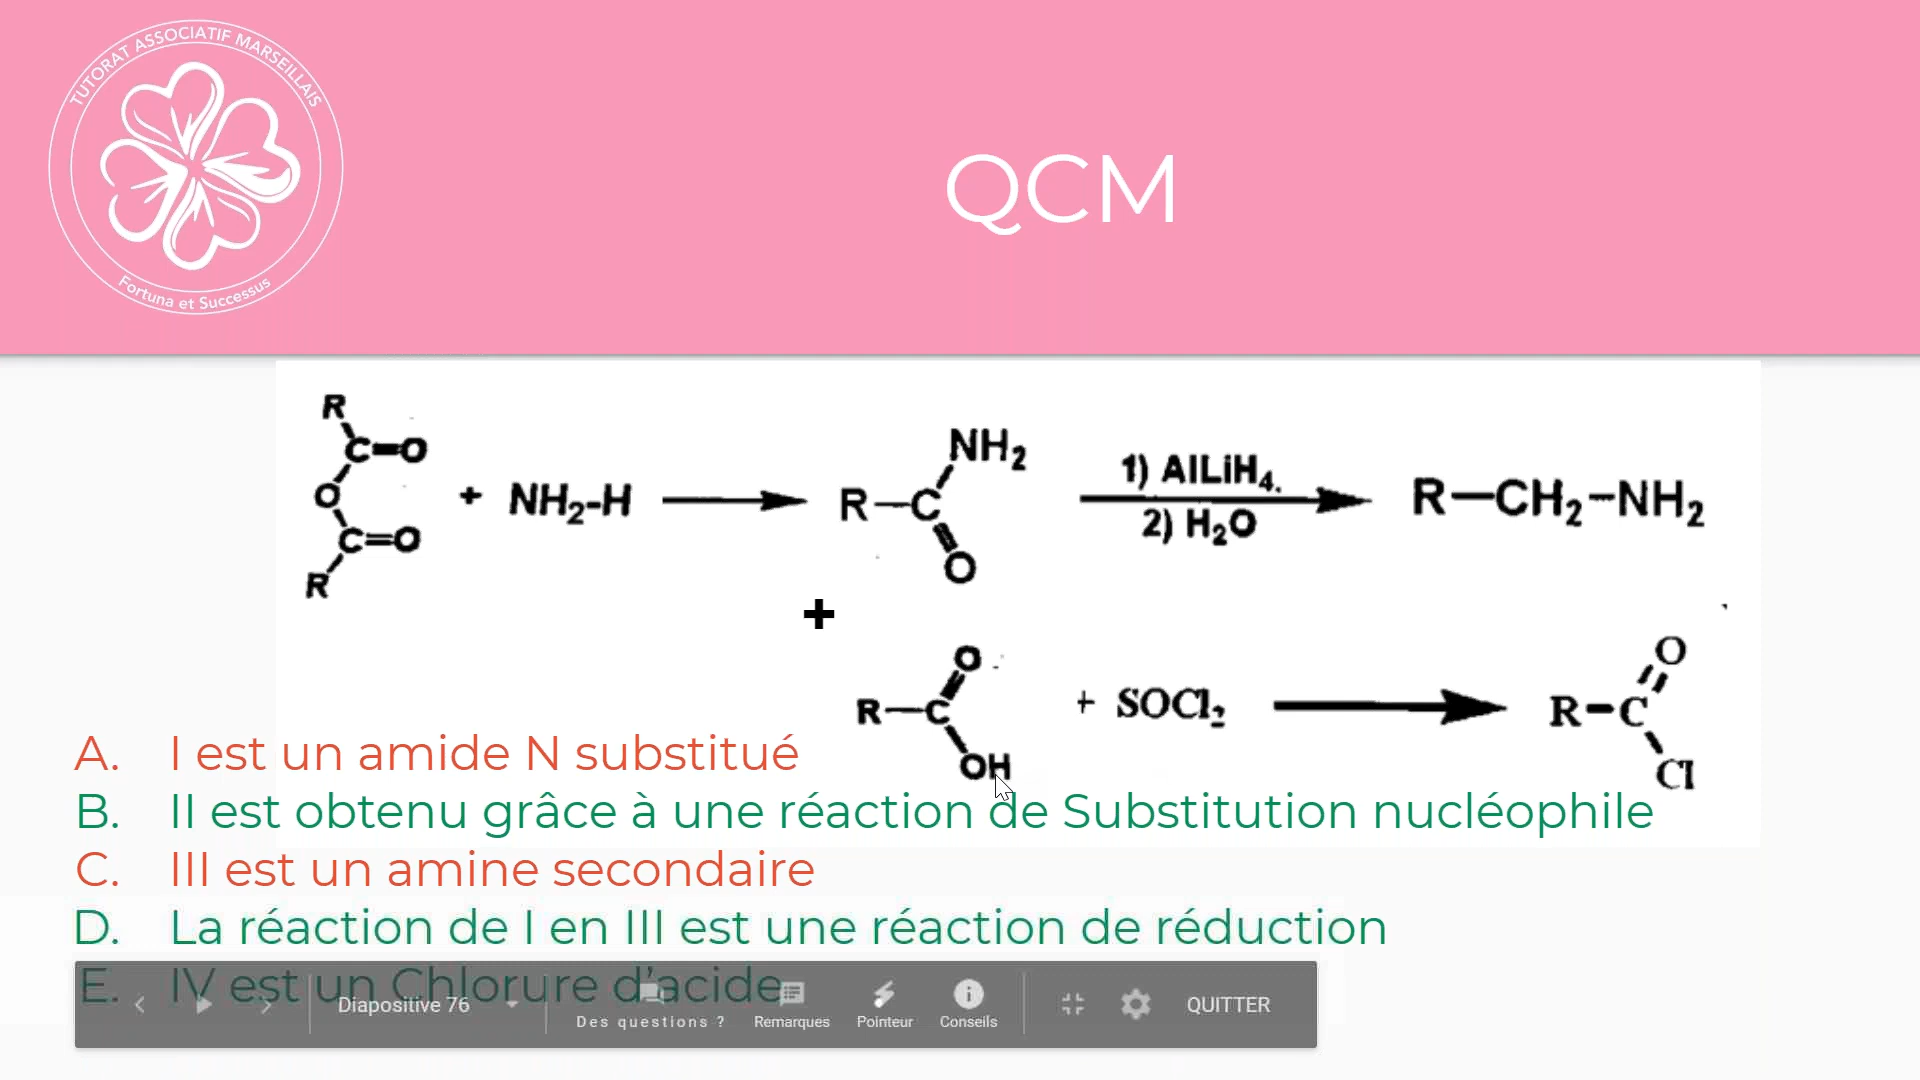 TUTORAT ASSOCIATIF MARSEILLAIS
Fortuna et Successus
QCM
R
C=O
O
C=O
R
+ NH2-H
NH2
R-C
O
1) AlLiH4.
2) H2O
R-CH2-NH2
+
O
R-C
OH
+ SOCl2
O
R-C
Cl
A. I est un amide N substitué
B. II est obtenu grâce à une réaction de Substitution nucléophile
C. III est un amine secondaire
D. La réaction de I en III est une réaction de réduction
E. IV est un Chlorure d'acide
Diapositive 76
Des questions ?
Remarques
Pointeur
Conseils
QUITTER